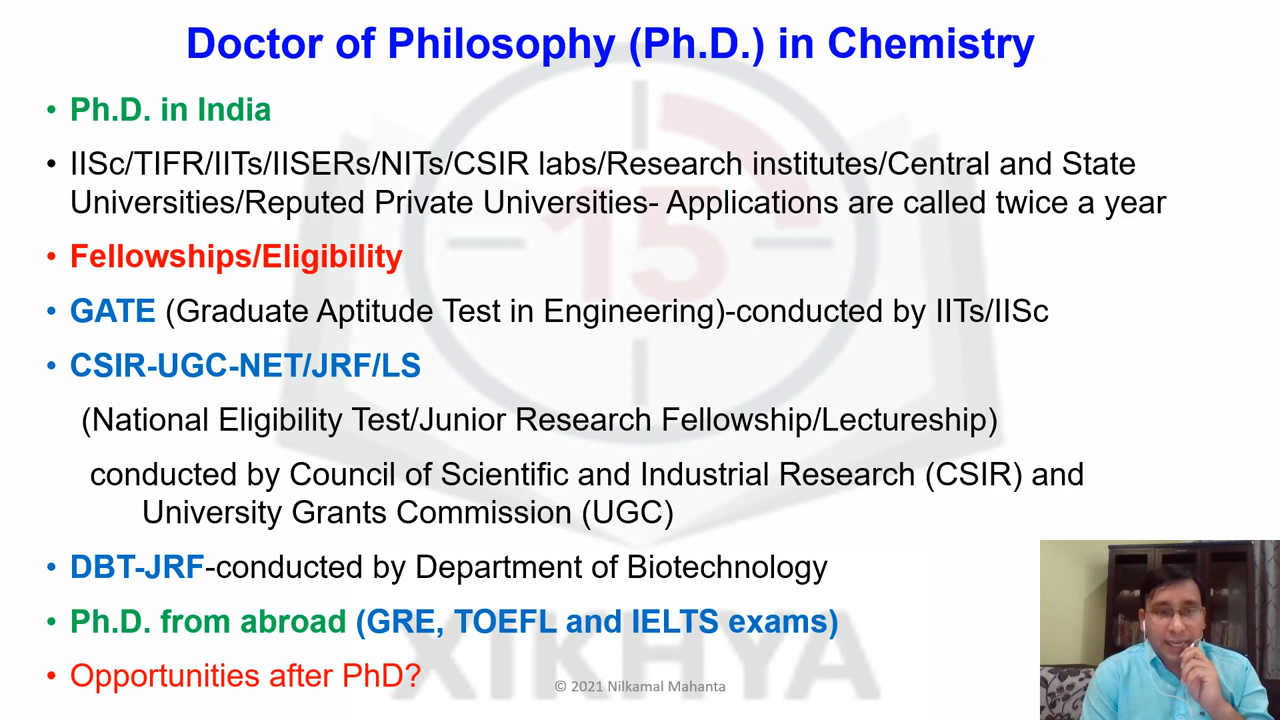 Doctor of Philosophy (Ph.D.) in Chemistry
• Ph.D. in India
• IISc/TIFR/IITs/IISERs/NITs/CSIR labs/Research institutes/Central and State
Universities/Reputed Private Universities- Applications are called twice a year
• Fellowships/Eligibility
• GATE (Graduate Aptitude Test in Engineering)-conducted by IITs/IISc
• CSIR-UGC-NET/JRF/LS
(National Eligibility Test/Junior Research Fellowship/Lectureship)
conducted by Council of Scientific and Industrial Research (CSIR) and
University Grants Commission (UGC)
• DBT-JRF-conducted by Department of Biotechnology
• Ph.D. from abroad (GRE, TOEFL and IELTS exams)
• Opportunities after PhD?
© 2021 Nilkamal Mahanta
15
XIKHYA